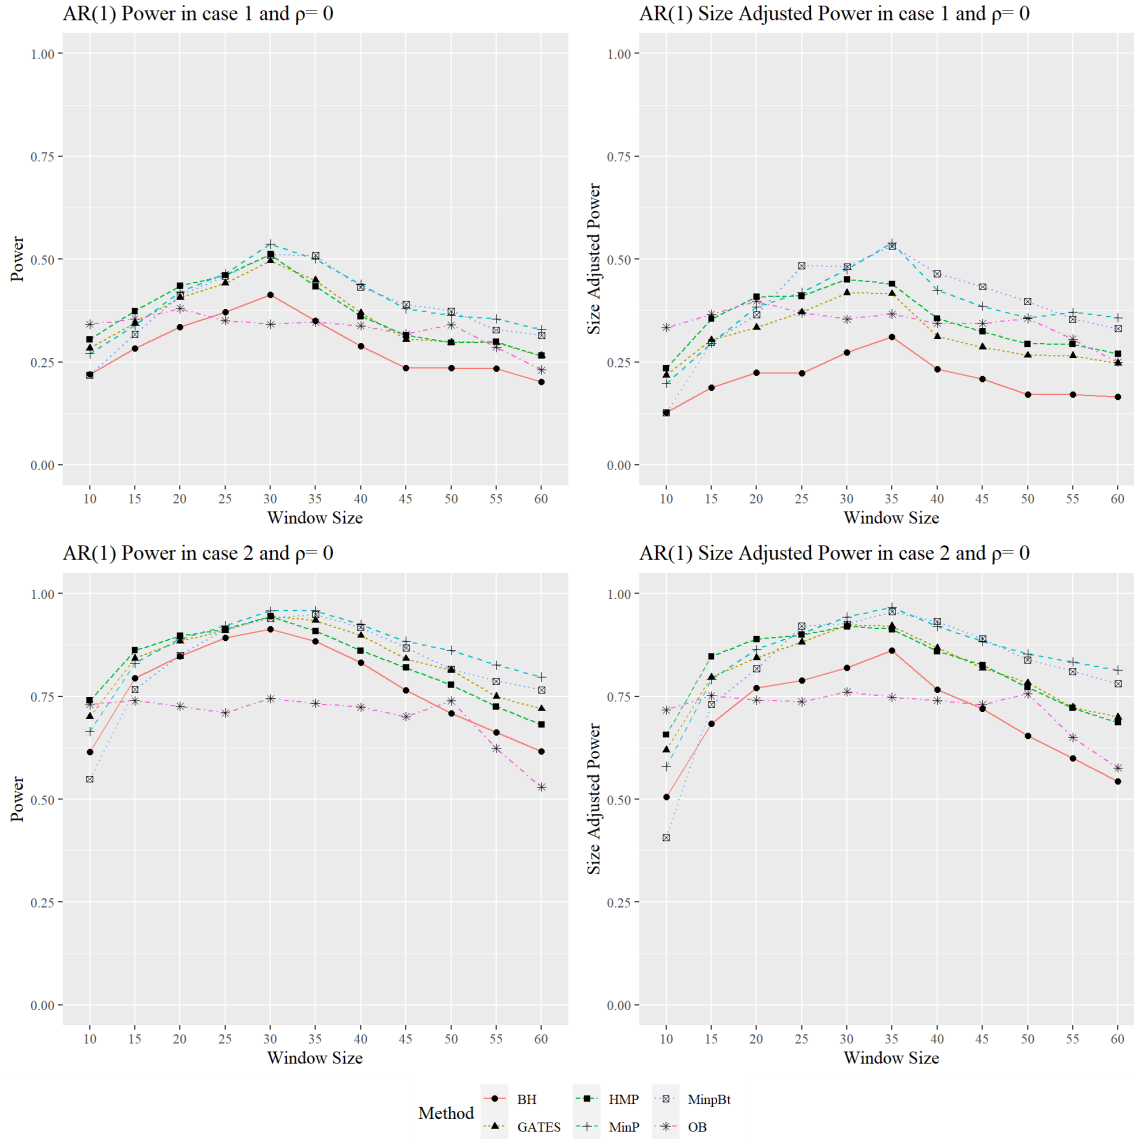 AR(1) Power in case 1 and ρ= 0
1.00
0.75
0.50
0.25
0.00
Power
10 15 20 25 30 35 40 45 50 55 60
Window Size
AR(1) Size Adjusted Power in case 1 and ρ= 0
1.00
0.75
0.50
0.25
0.00
Size Adjusted Power
10 15 20 25 30 35 40 45 50 55 60
Window Size
AR(1) Power in case 2 and ρ= 0
1.00
0.75
0.50
0.25
0.00
Power
10 15 20 25 30 35 40 45 50 55 60
Window Size
AR(1) Size Adjusted Power in case 2 and ρ= 0
1.00
0.75
0.50
0.25
0.00
Size Adjusted Power
10 15 20 25 30 35 40 45 50 55 60
Window Size
Method
BH HMP MinpBt
GATES MinP OB